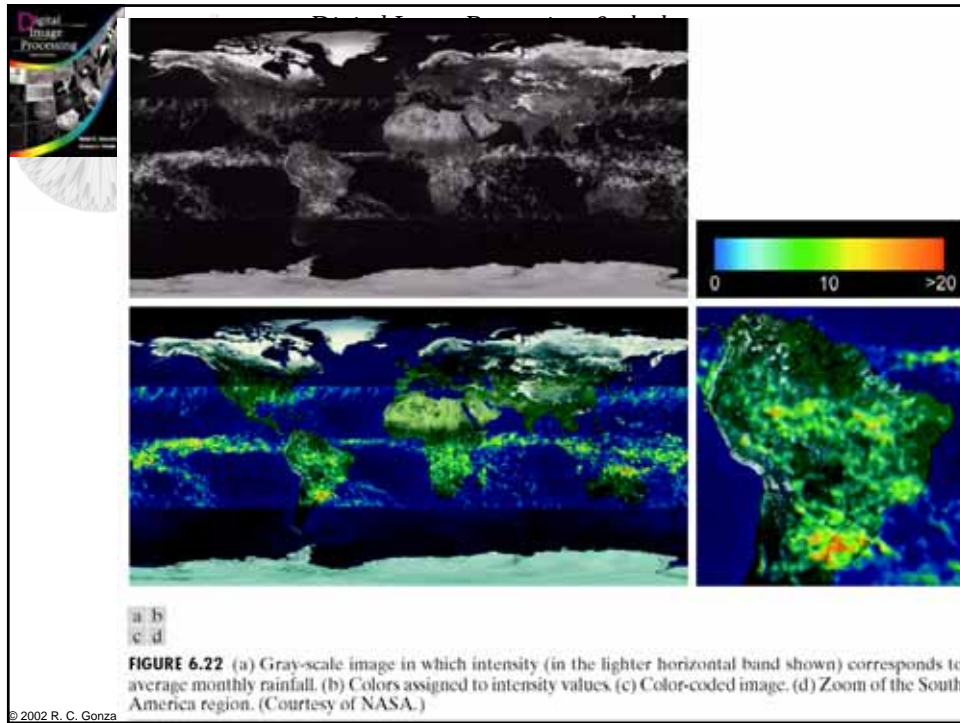 Digital
Image
Processing
0 10 >20
a b
c d
FIGURE 6.22 (a) Gray-scale image in which intensity (in the lighter horizontal band shown) corresponds to
average monthly rainfall. (b) Colors assigned to intensity values. (c) Color-coded image. (d) Zoom of the South
America region. (Courtesy of NASA.)
© 2002 R. C. Gonza